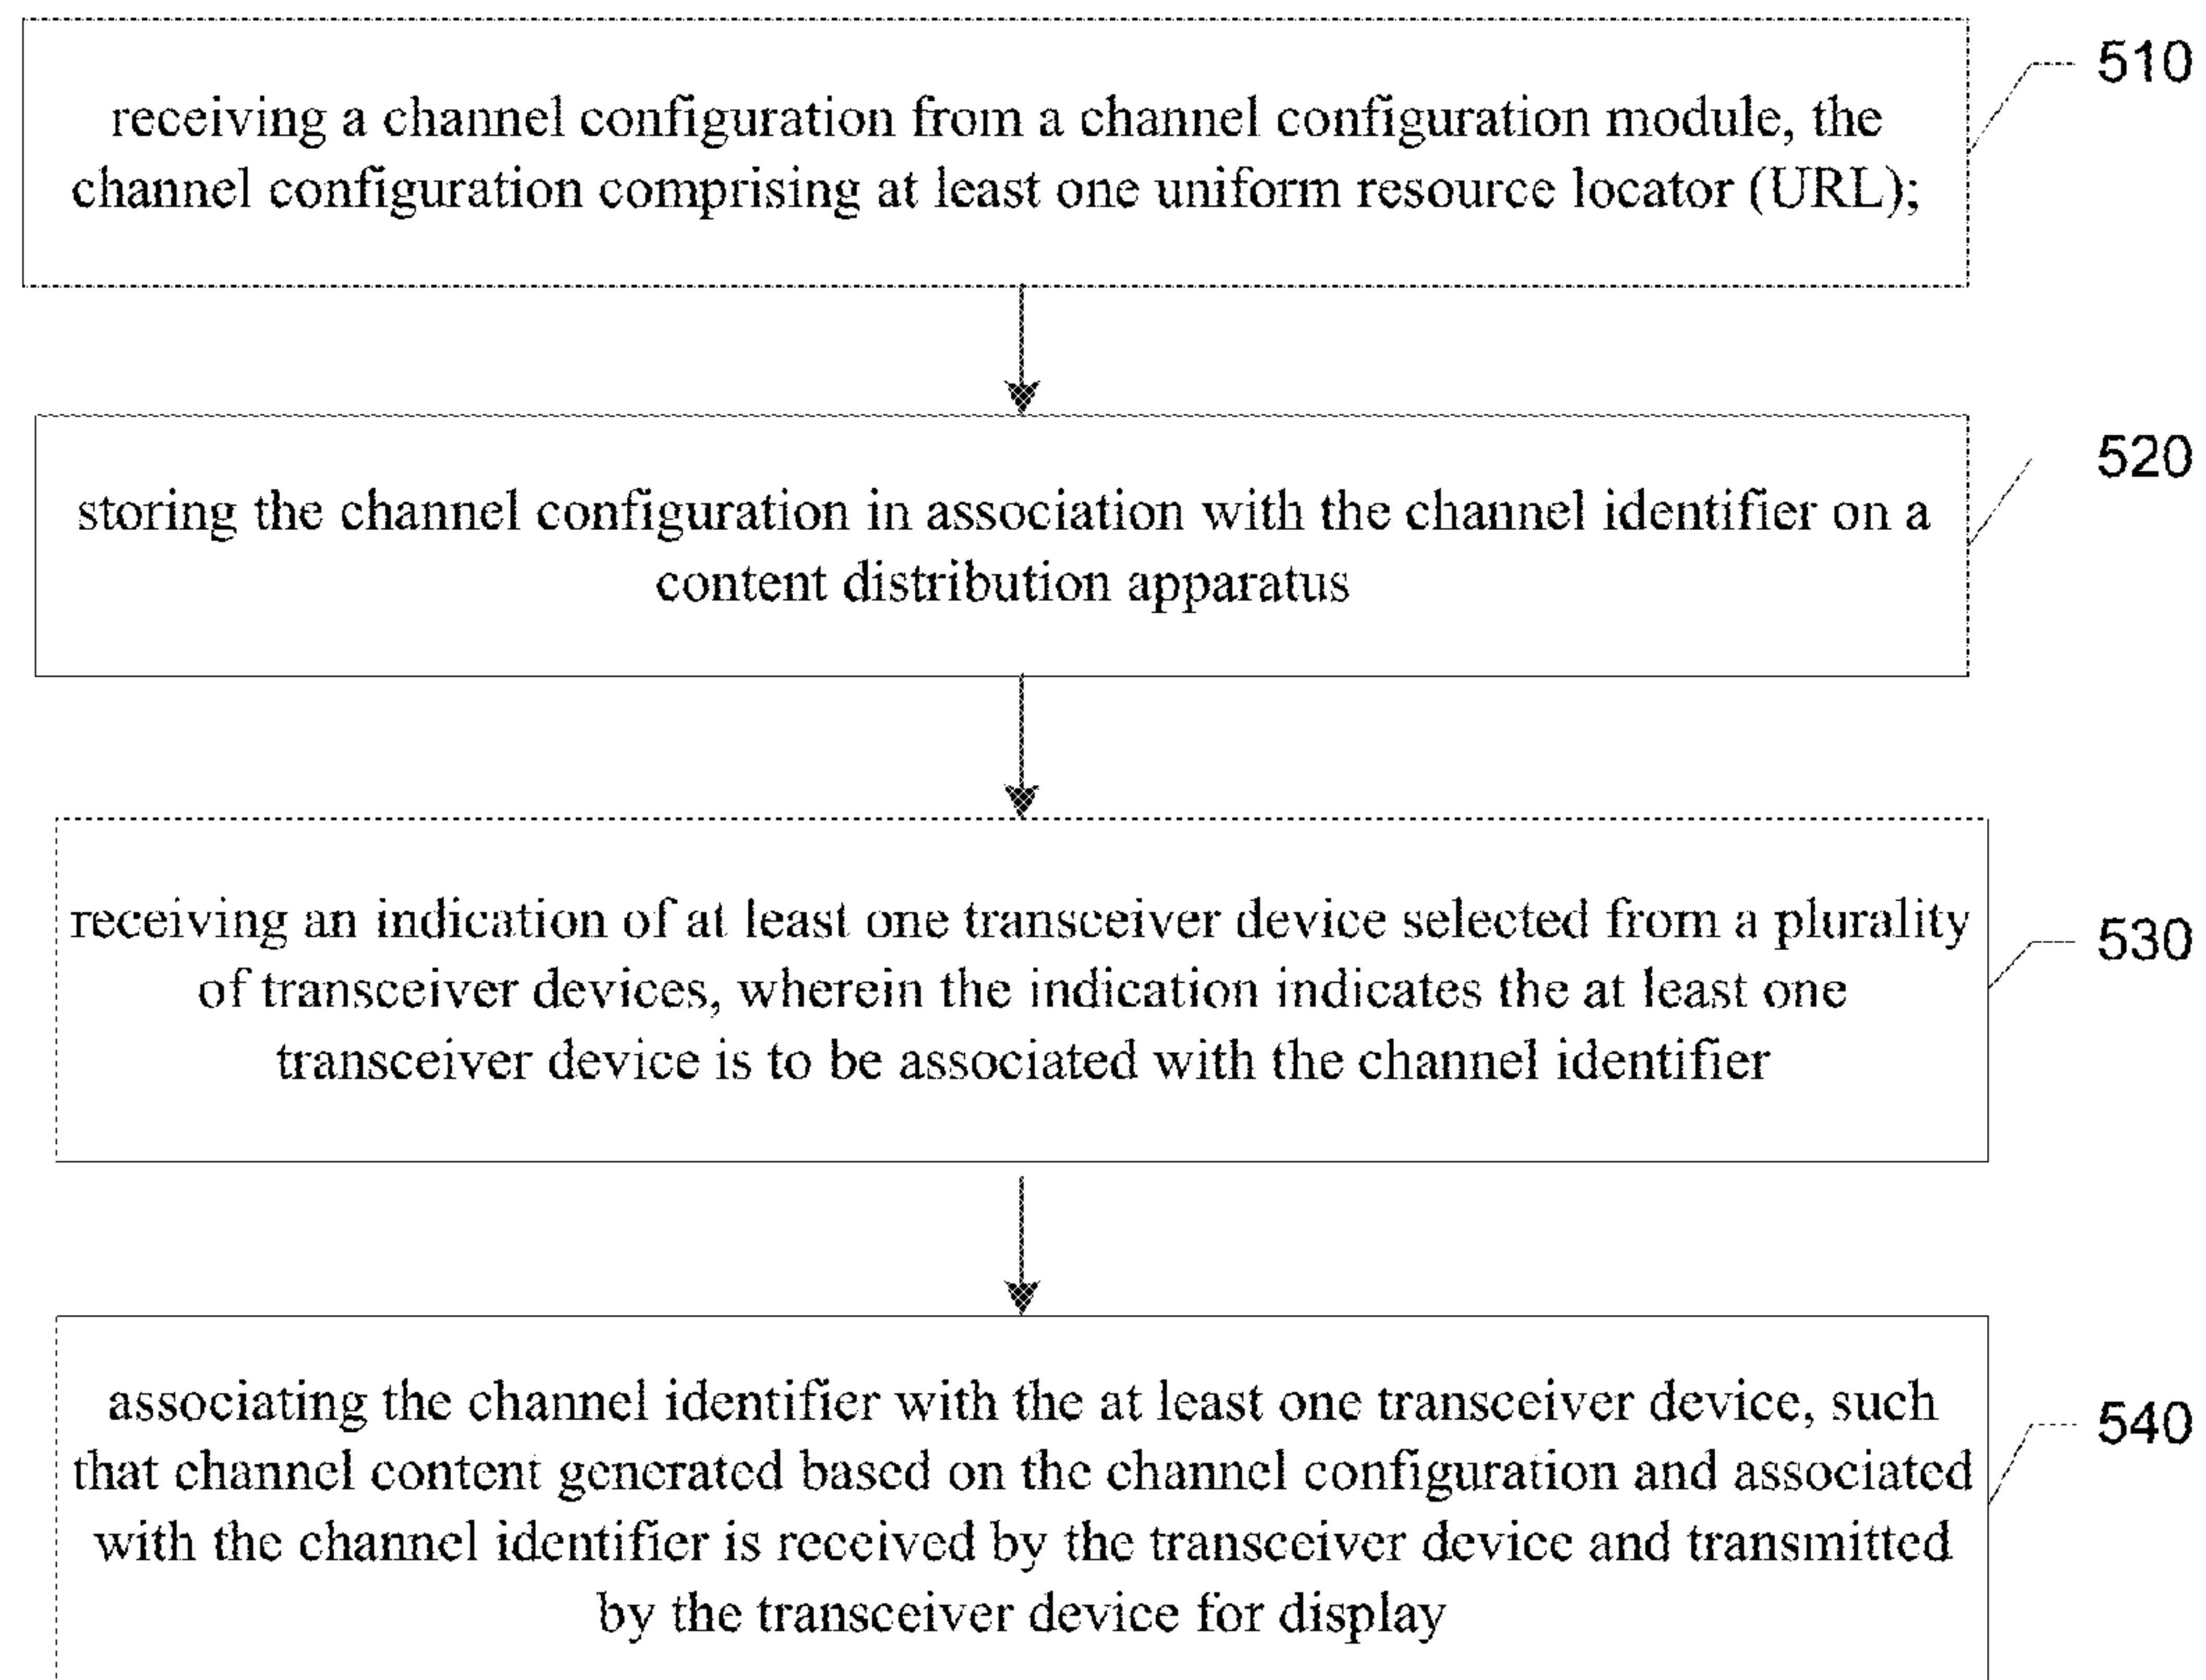 receiving a channel configuration from a channel configuration module, the
channel configuration comprising at least one uniform resource locator (URL);
510
storing the channel configuration in association with the channel identifier on a
content distribution apparatus
520
receiving an indication of at least one transceiver device selected from a plurality
of transceiver devices, wherein the indication indicates the at least one
transceiver device is to be associated with the channel identifier
530
associating the channel identifier with the at least one transceiver device, such
that channel content generated based on the channel configuration and associated
with the channel identifier is received by the transceiver device and transmitted
by the transceiver device for display
540